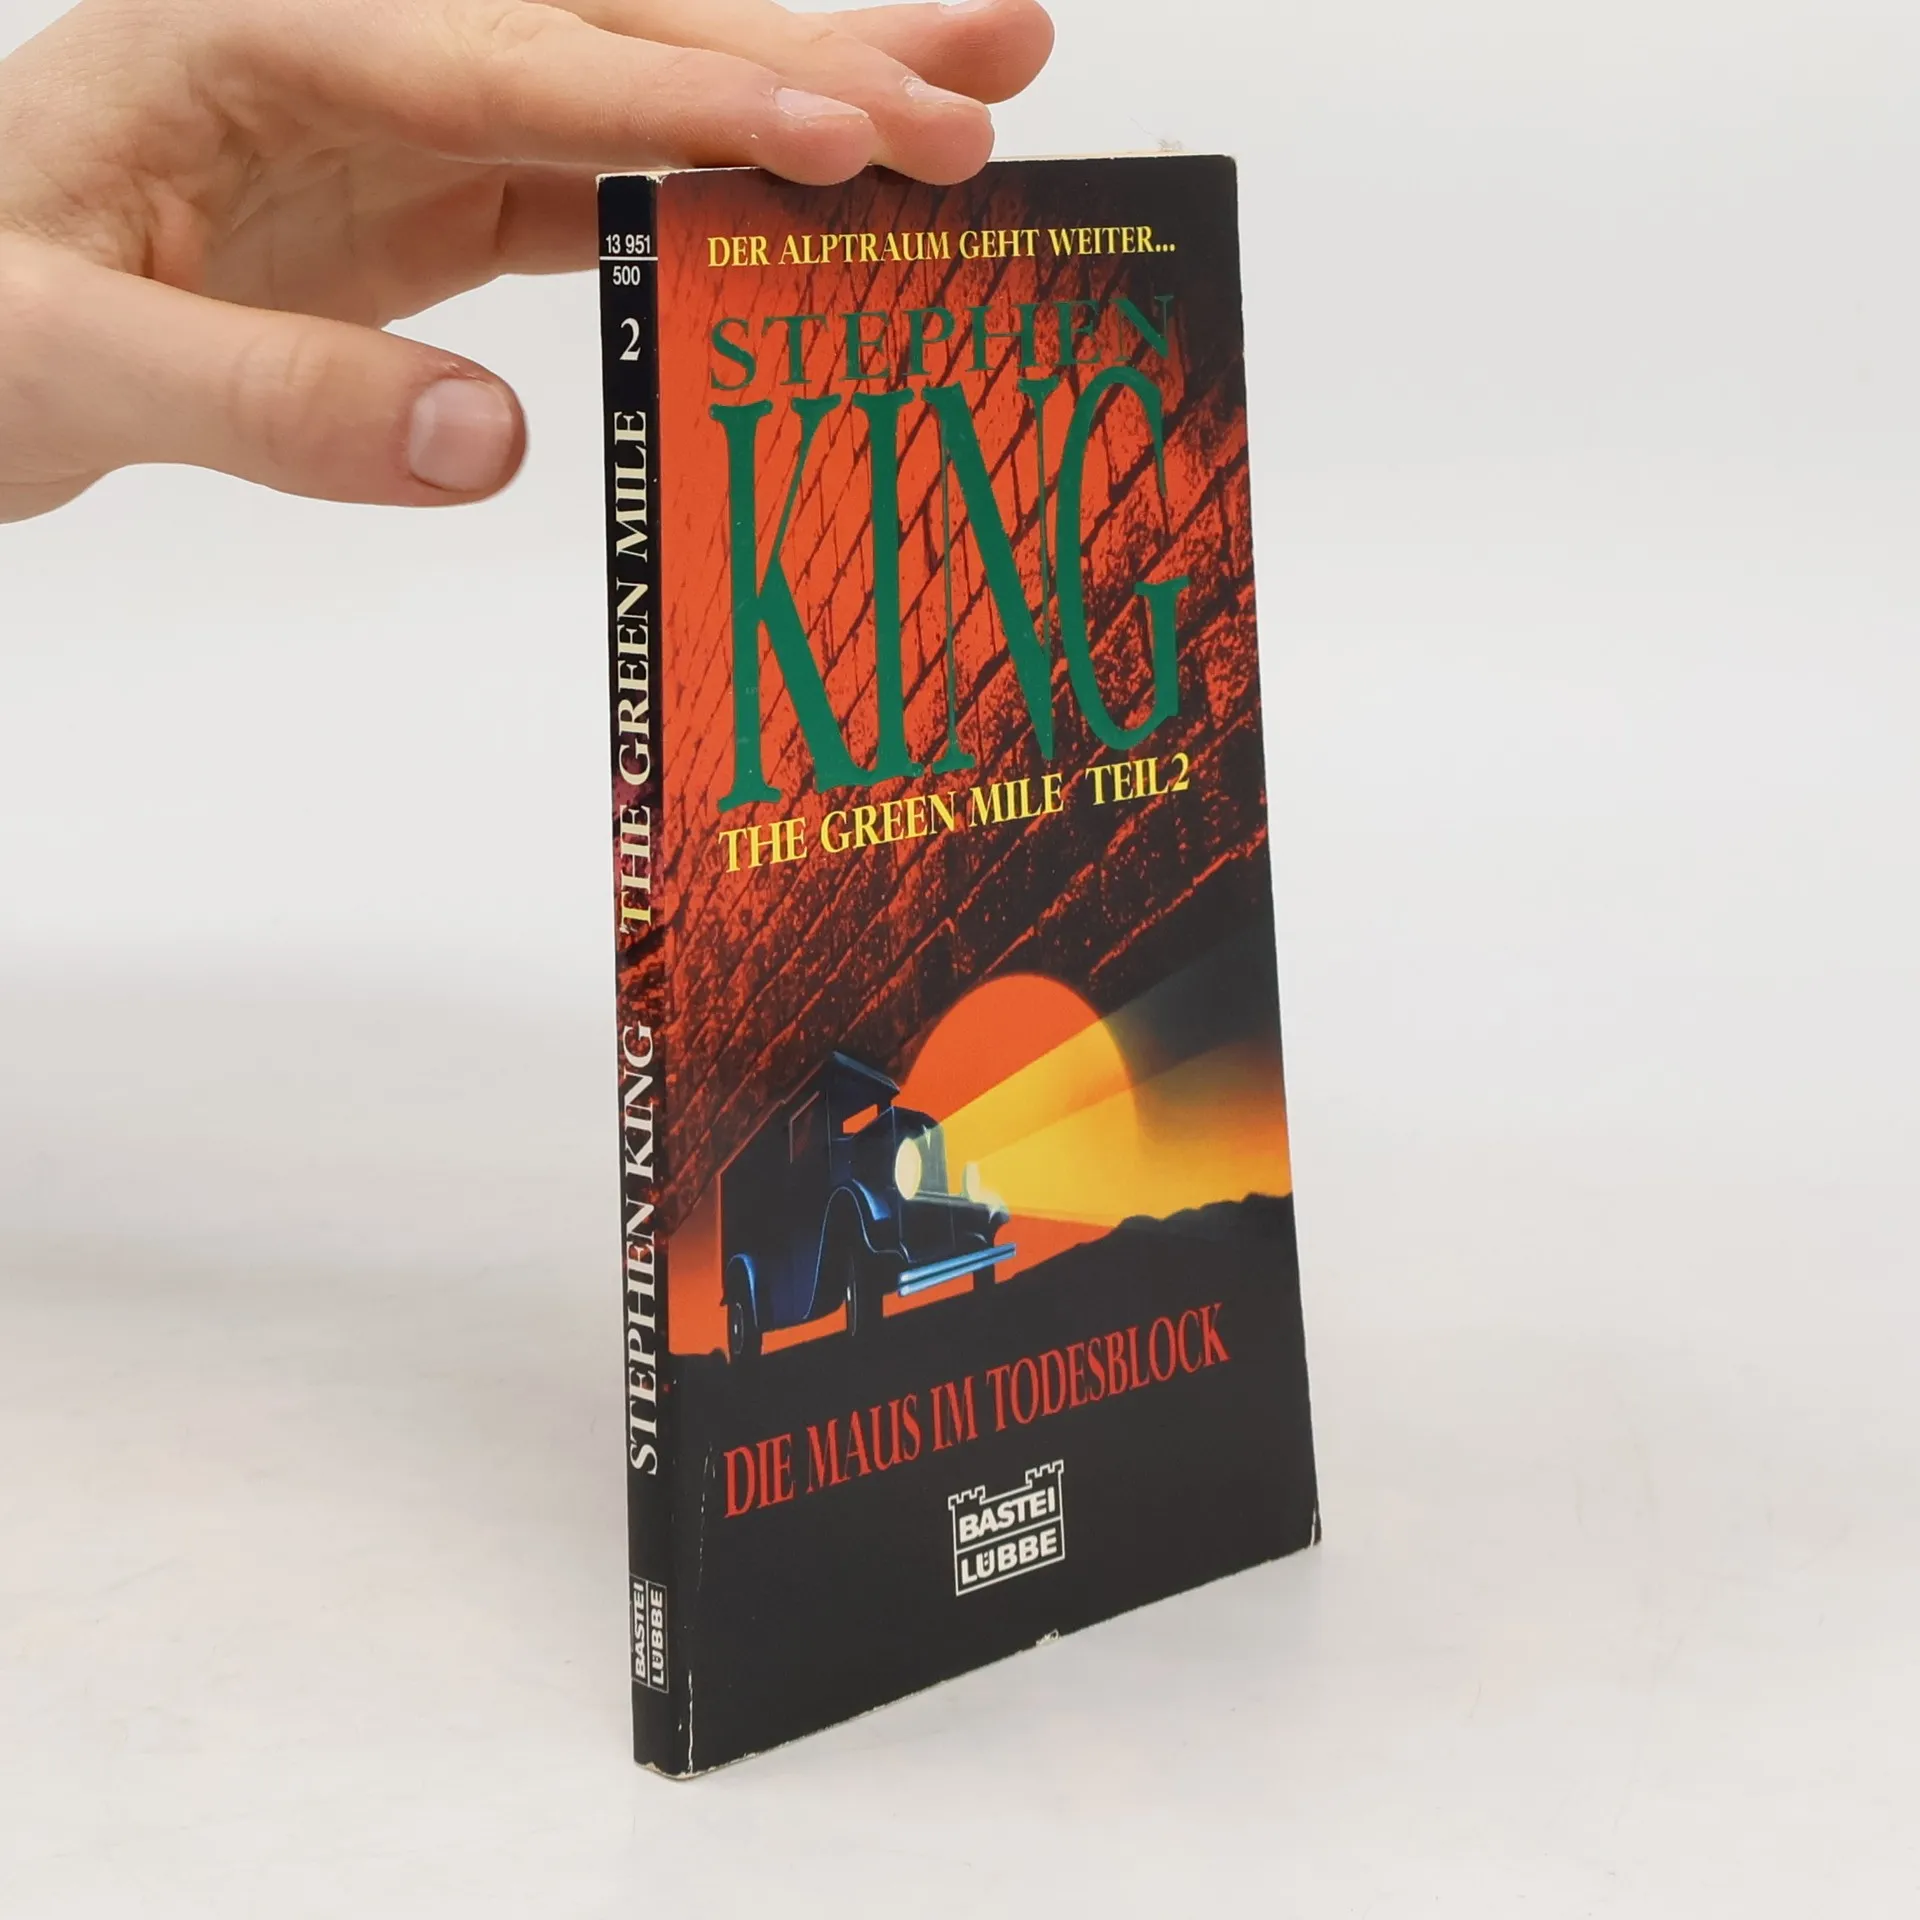 13 951
500
2
STEPHEN KING THE GREEN MILE
BASTEI
LÜBBE
DER ALPTRAUM GEHT WEITER...
STEPHEN
KING
THE GREEN MILE TEIL 2
DIE MAUS IM TODESBLOCK
BASTEI
LÜBBE